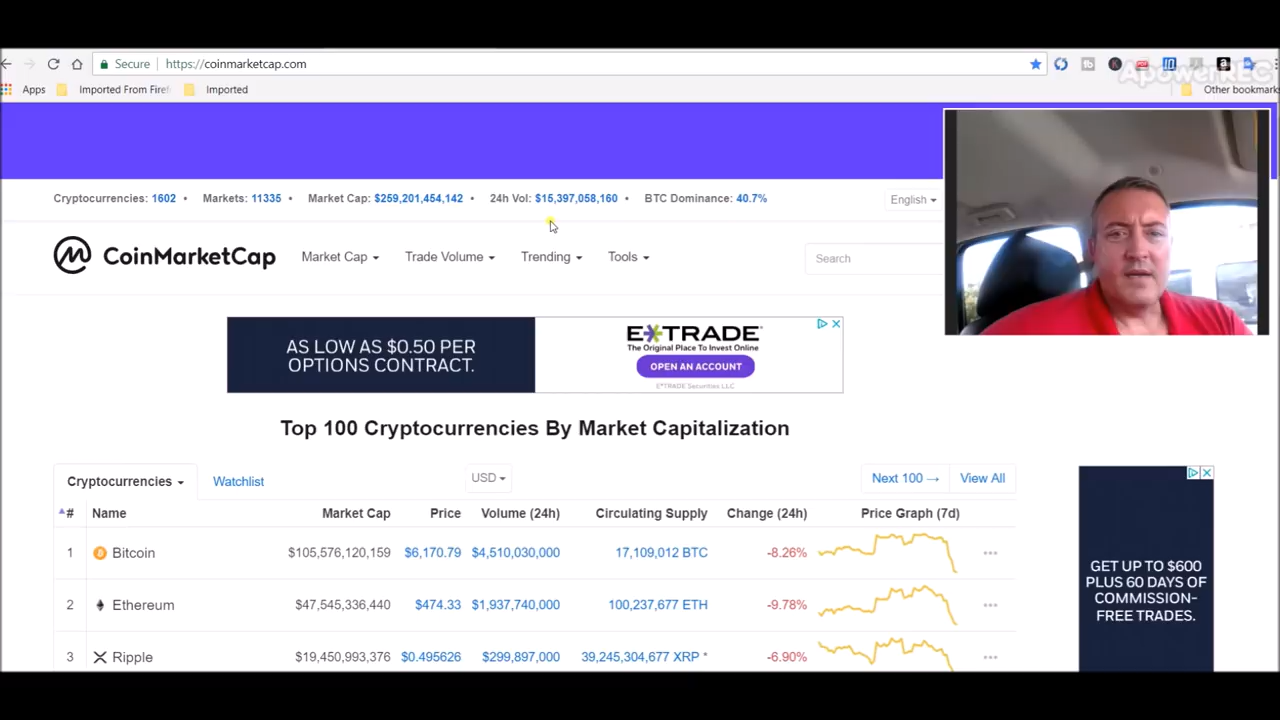 Secure https://coinmarketcap.com
ApowerREC
Apps Imported From Firef Imported Other bookmark
Cryptocurrencies: 1602 • Markets: 11335 • Market Cap: $259,201,454,142 • 24h Vol: $15,397,058,160 • BTC Dominance: 40.7% English
CoinMarketCap Market Cap Trade Volume Trending Tools Search
AS LOW AS $0.50 PER
OPTIONS CONTRACT.
E*TRADE
The Original Place To Invest Online
OPEN AN ACCOUNT
E*TRADE Securities LLC
Top 100 Cryptocurrencies By Market Capitalization
Cryptocurrencies Watchlist USD Next 100 → View All
# Name Market Cap Price Volume (24h) Circulating Supply Change (24h) Price Graph (7d)
1 Bitcoin $105,576,120,159 $6,170.79 $4,510,030,000 17,109,012 BTC -8.26%
2 Ethereum $47,545,336,440 $474.33 $1,937,740,000 100,237,677 ETH -9.78%
3 Ripple $19,450,993,376 $0.495626 $299,897,000 39,245,304,677 XRP * -6.90%
GET UP TO $600
PLUS 60 DAYS OF
COMMISSION-
FREE TRADES.